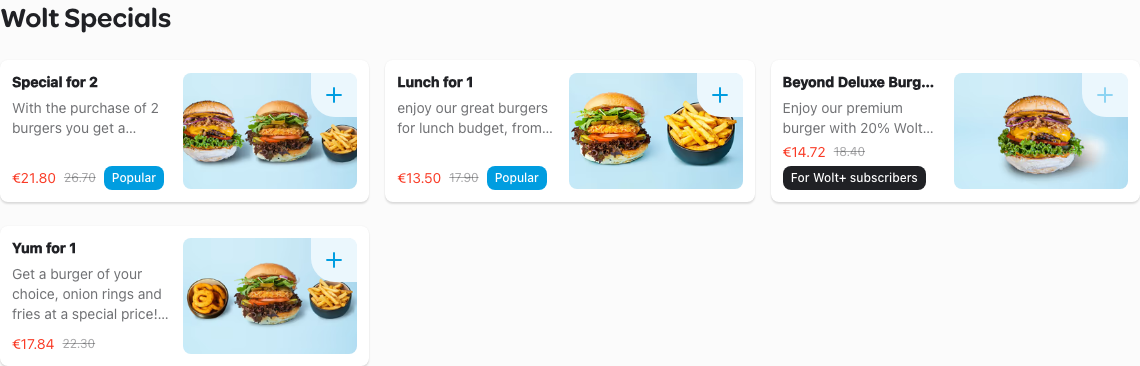 Wolt Specials
Special for 2
With the purchase of 2
burgers you get a...
€21.80 26.70 Popular
Lunch for 1
enjoy our great burgers
for lunch budget, from...
€13.50 17.90 Popular
Beyond Deluxe Burg...
Enjoy our premium
burger with 20% Wolt...
€14.72 18.40
For Wolt+ subscribers
Yum for 1
Get a burger of your
choice, onion rings and
fries at a special price!...
€17.84 22.30